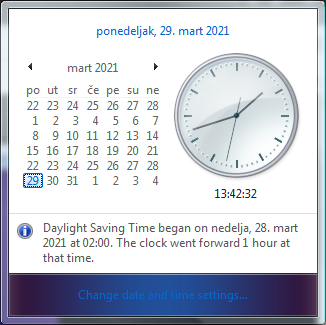 ponedeljak, 29. mart 2021
mart 2021
po ut sr če pe su ne
22 23 24 25 26 27 28
1 2 3 4 5 6 7
8 9 10 11 12 13 14
15 16 17 18 19 20 21
22 23 24 25 26 27 28
29 30 31 1 2 3 4
13:42:32
Daylight Saving Time began on nedelja, 28. mart
2021 at 02:00. The clock went forward 1 hour at
that time.
Change date and time settings...